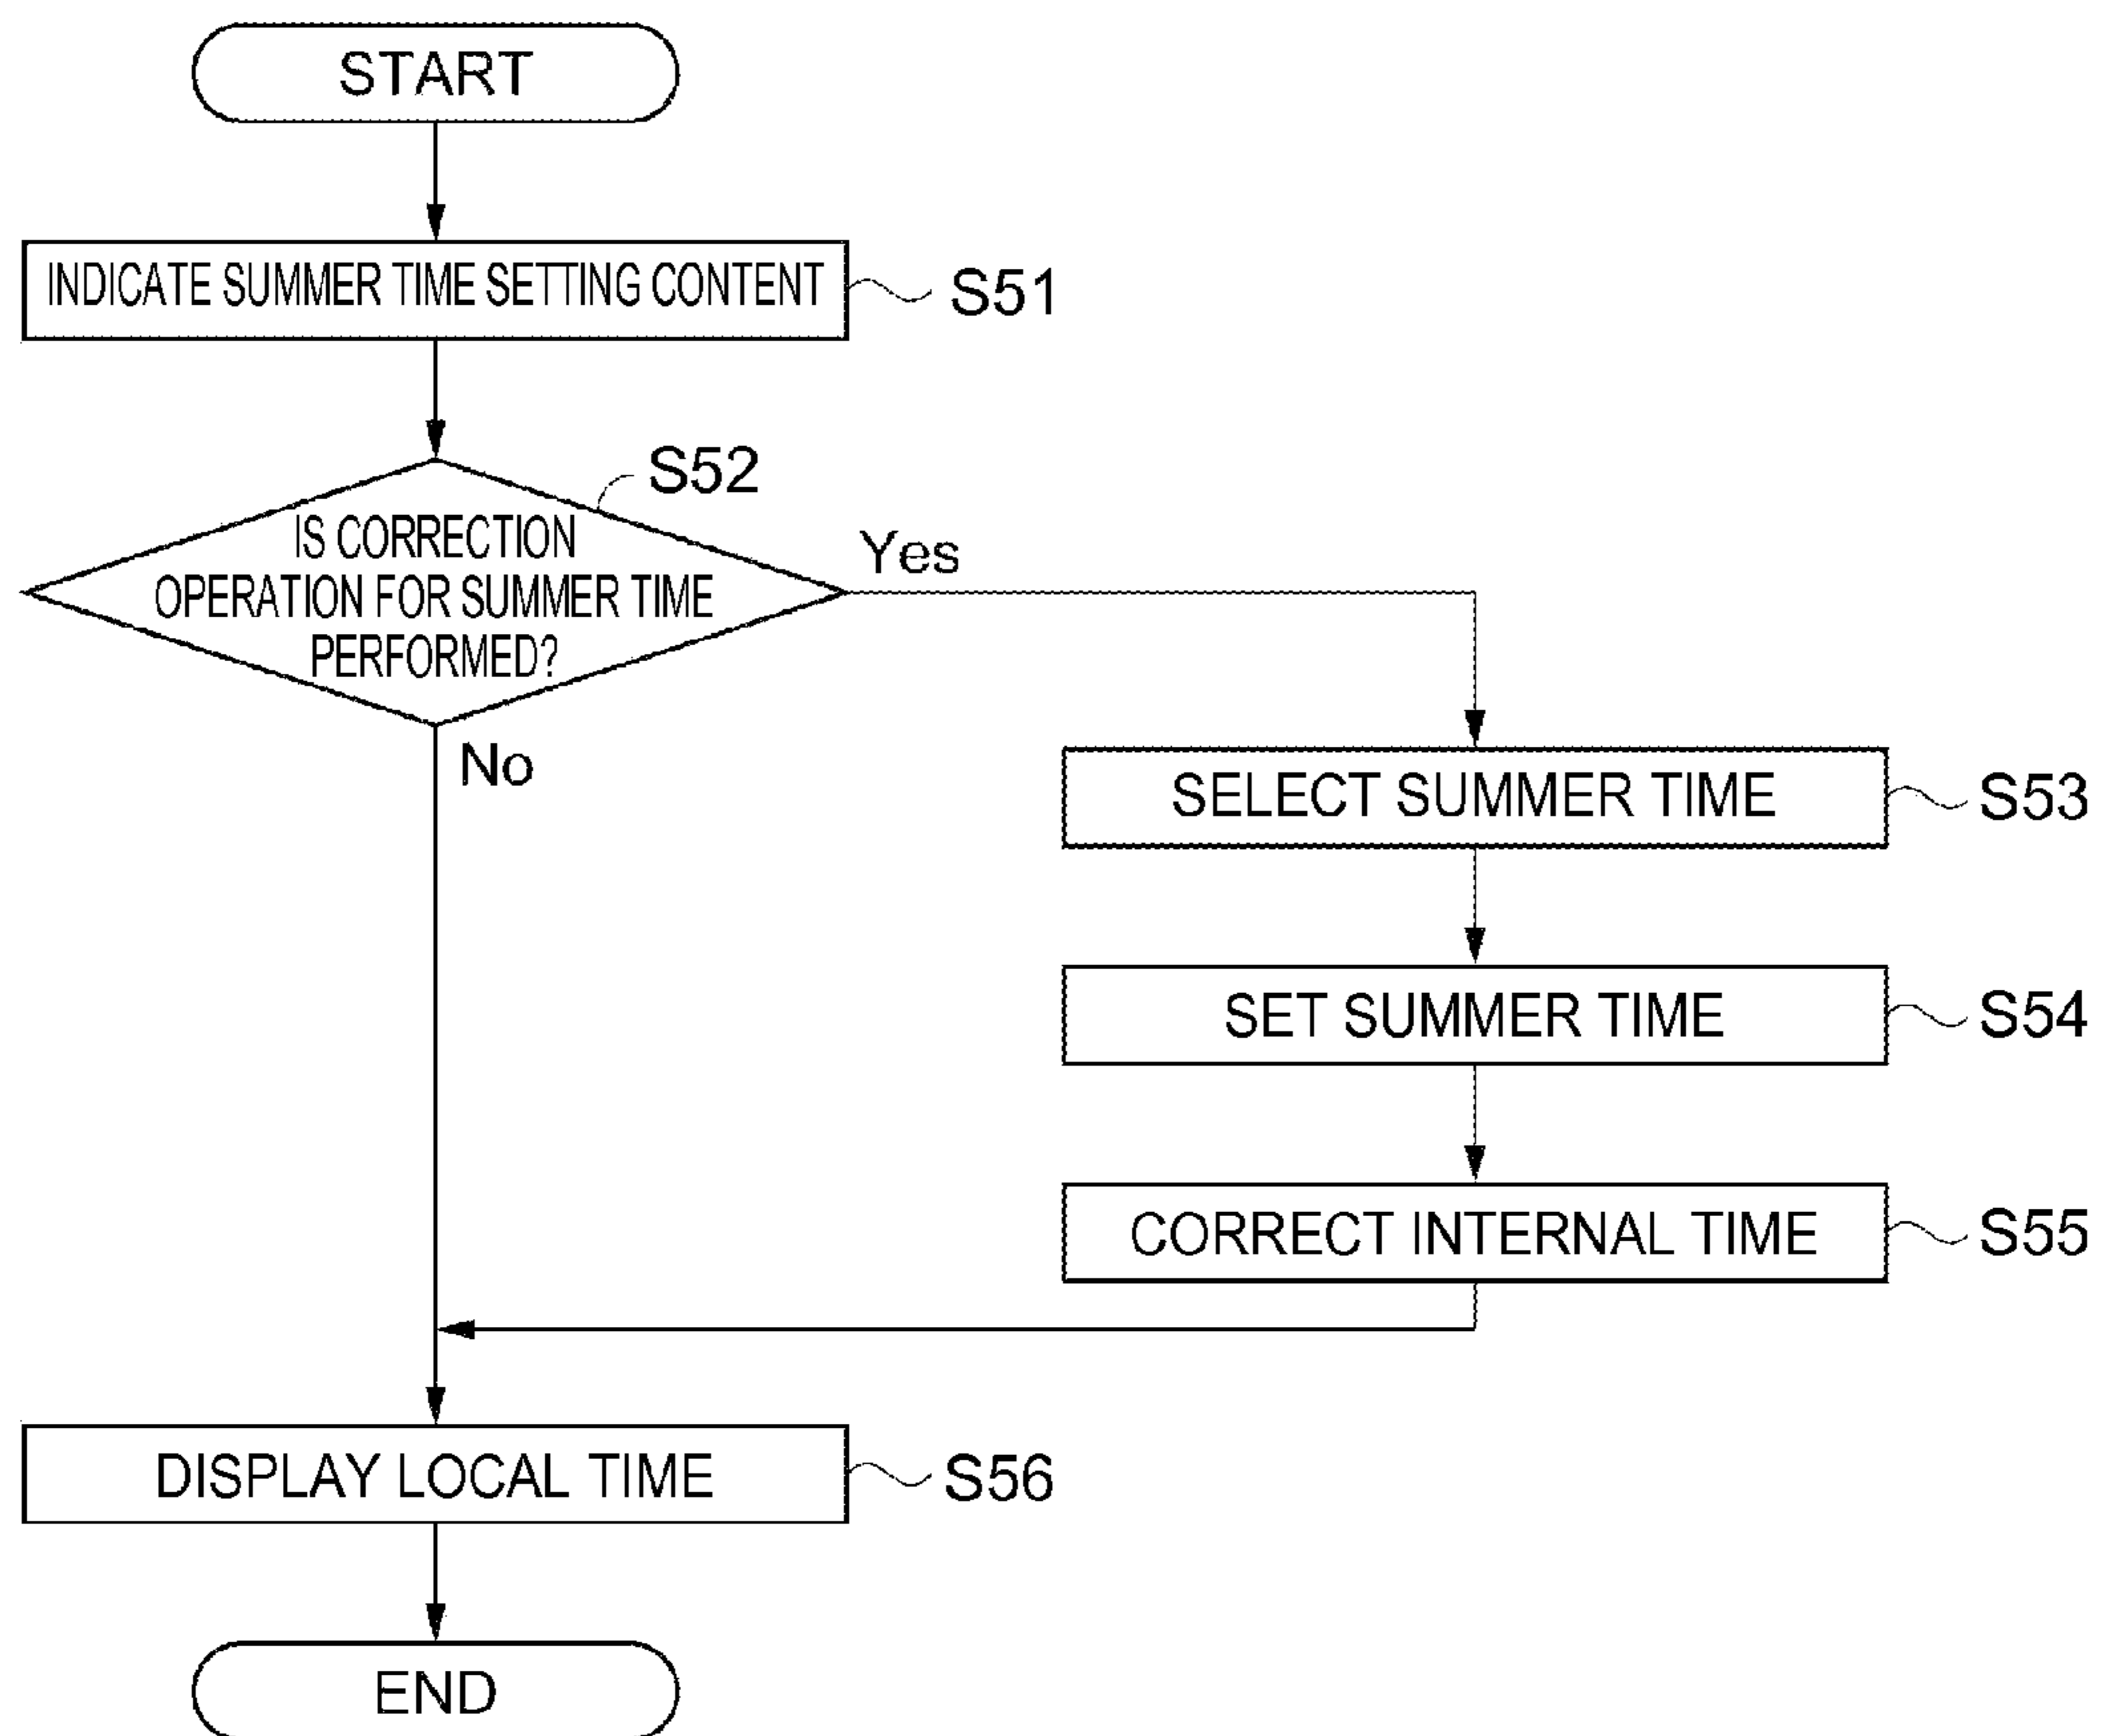 START
INDICATE SUMMER TIME SETTING CONTENT
S51
S52
IS CORRECTION
OPERATION FOR SUMMER TIME
PERFORMED?
Yes
No
SELECT SUMMER TIME
S53
SET SUMMER TIME
S54
CORRECT INTERNAL TIME
S55
DISPLAY LOCAL TIME
S56
END